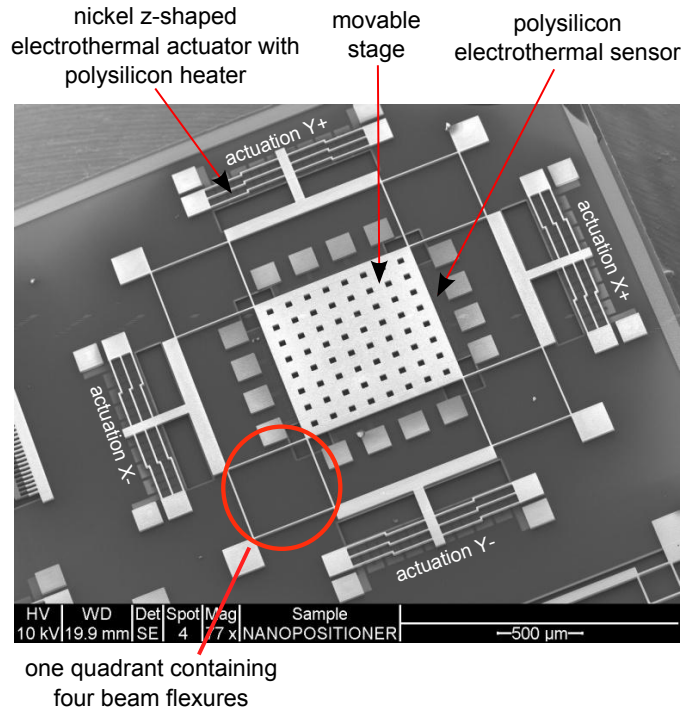 nickel z-shaped
electrothermal actuator with
polysilicon heater
movable
stage
polysilicon
electrothermal sensor
actuation Y+
actuation X+
actuation X-
actuation Y-
HV WD Det Spot Mag Sample
10 kV 19.9 mm SE 4 77 x NANOPOSITIONER 500 µm
one quadrant containing
four beam flexures